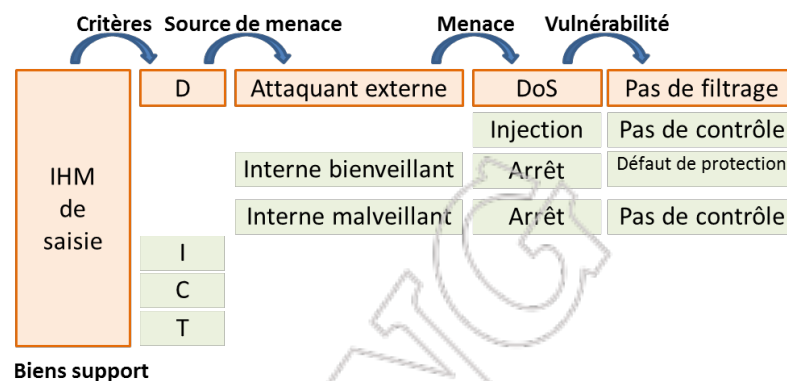 Critères Source de menace Menace Vulnérabilité
D Attaquant externe DoS Pas de filtrage
Injection Pas de contrôle
Interne bienveillant Arrêt Défaut de protection
Interne malveillant Arrêt Pas de contrôle
IHM
de
saisie
I
C
T
Biens support